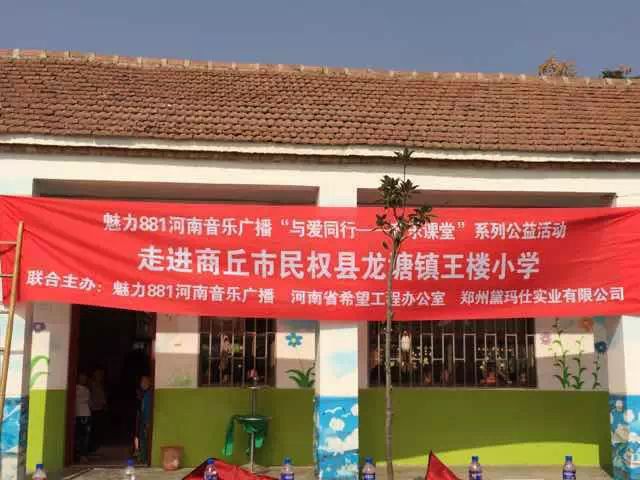 魅力881河南音乐广播“与爱同行—课堂”系列公益活动
走进商丘市民权县龙塘镇王楼小学
联合主办：魅力881河南音乐广播 河南省希望工程办公室 郑州黛玛仕实业有限公司